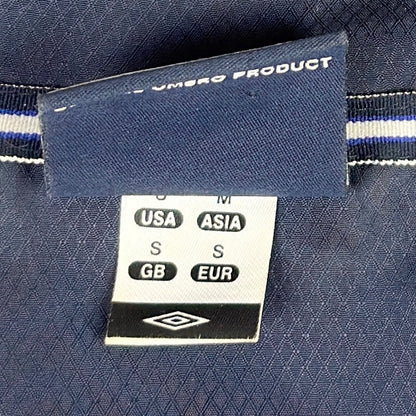 UMBRO PRODUCT
M
USA ASIA
S S
GB EUR